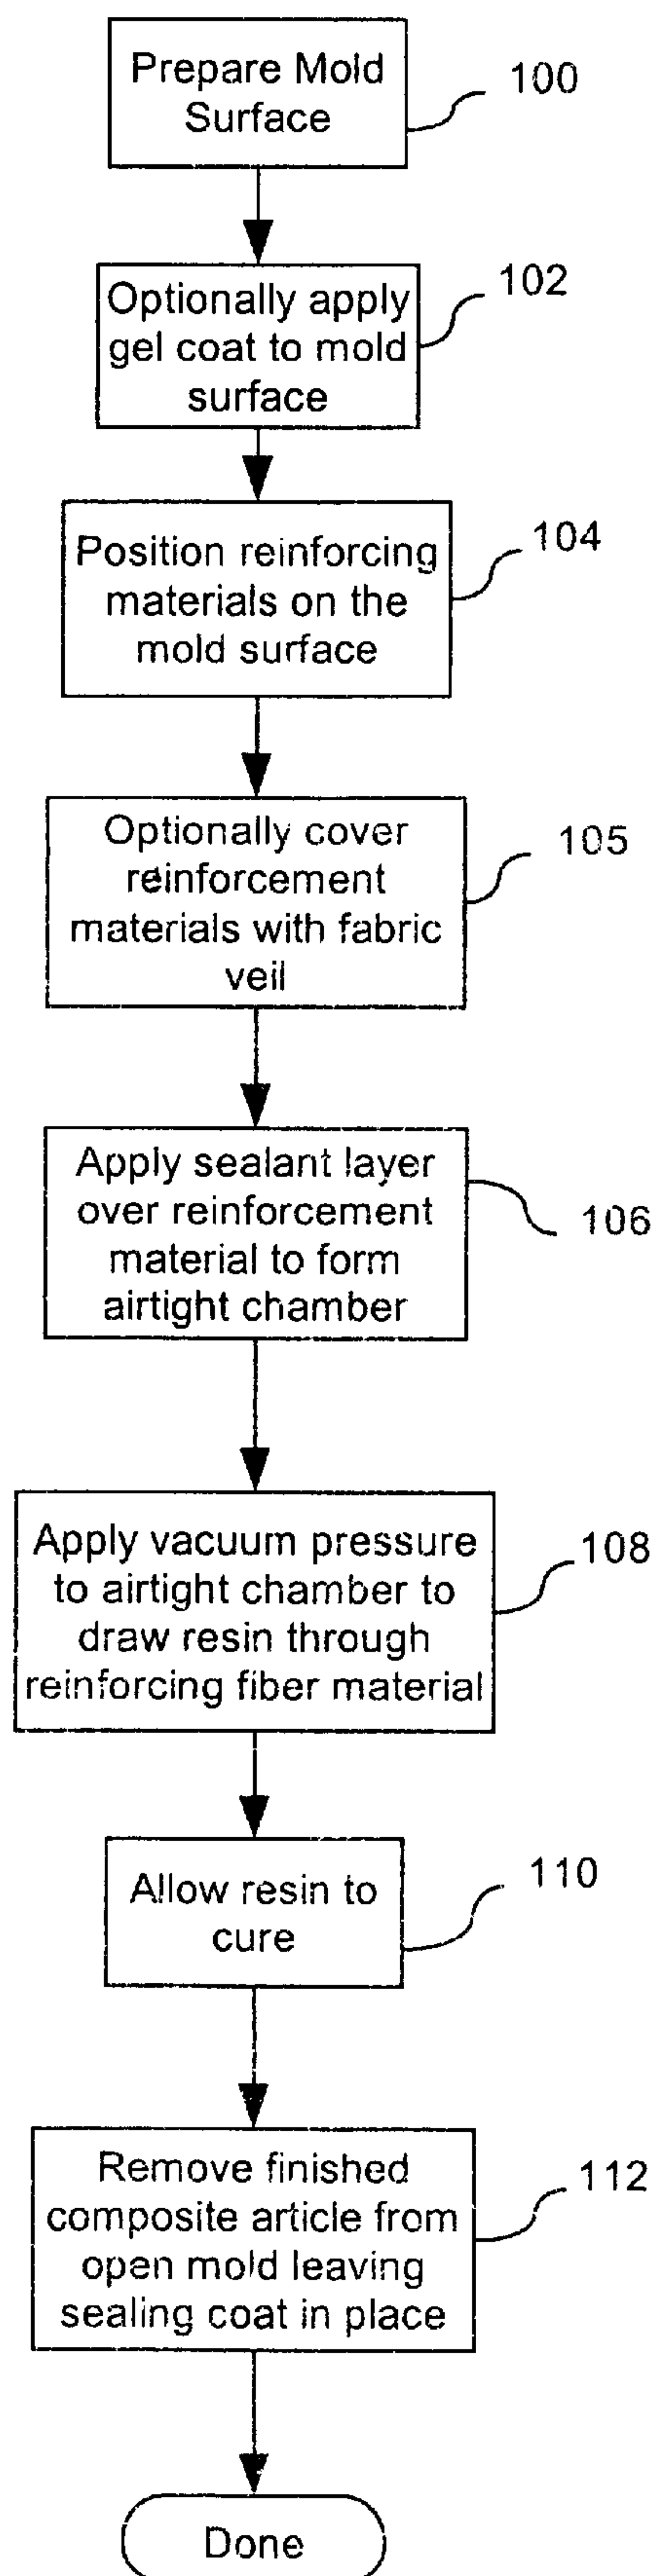 Prepare Mold
Surface
100
Optionally apply
gel coat to mold
surface
102
Position reinforcing
materials on the
mold surface
104
Optionally cover
reinforcement
materials with fabric
veil
105
Apply sealant layer
over reinforcement
material to form
airtight chamber
106
Apply vacuum pressure
to airtight chamber to
draw resin through
reinforcing fiber material
108
Allow resin to
cure
110
Remove finished
composite article from
open mold leaving
sealing coat in place
112
Done